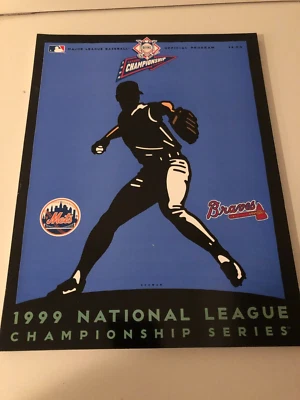 MAJOR LEAGUE BASEBALL OFFICIAL PROGRAM
CHAMPIONSHIP
Mets
Braves
1999 NATIONAL LEAGUE
CHAMPIONSHIP SERIES